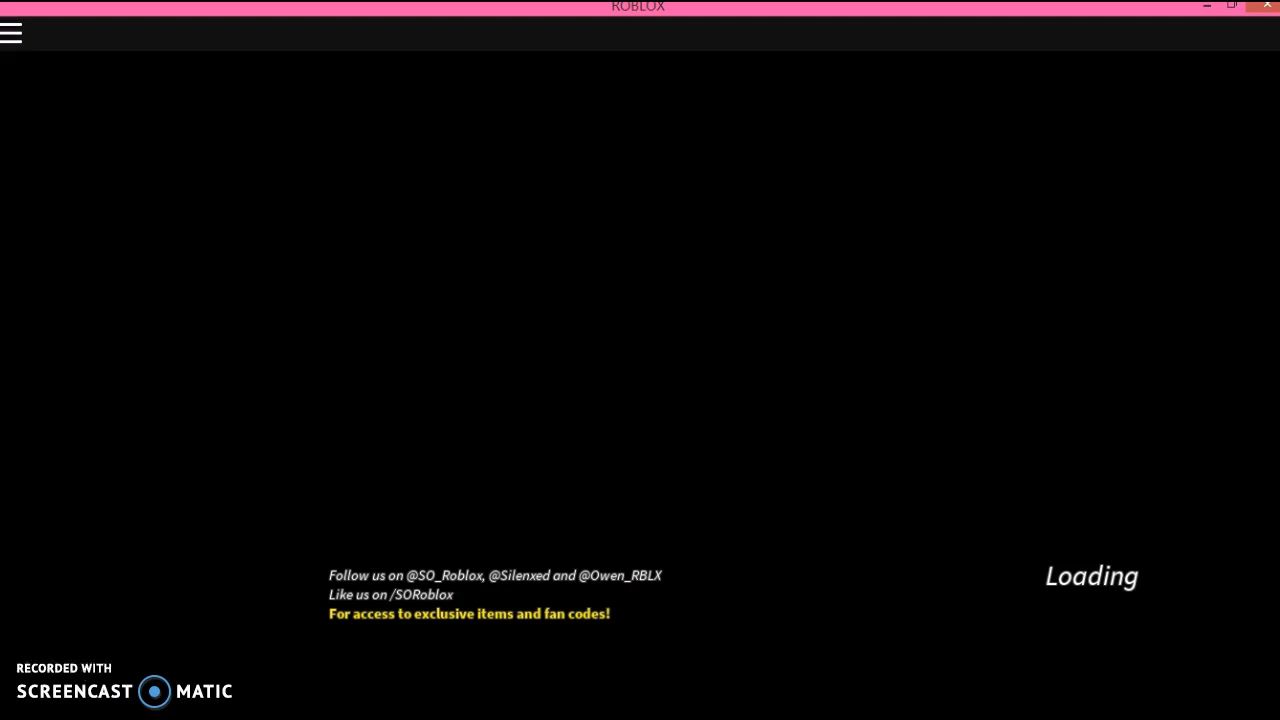 ROBLOX
Follow us on @SO_Roblox, @Silenxed and @Owen_RBLX
Like us on /SORoblox
For access to exclusive items and fan codes!
Loading
RECORDED WITH
SCREENCAST MATIC